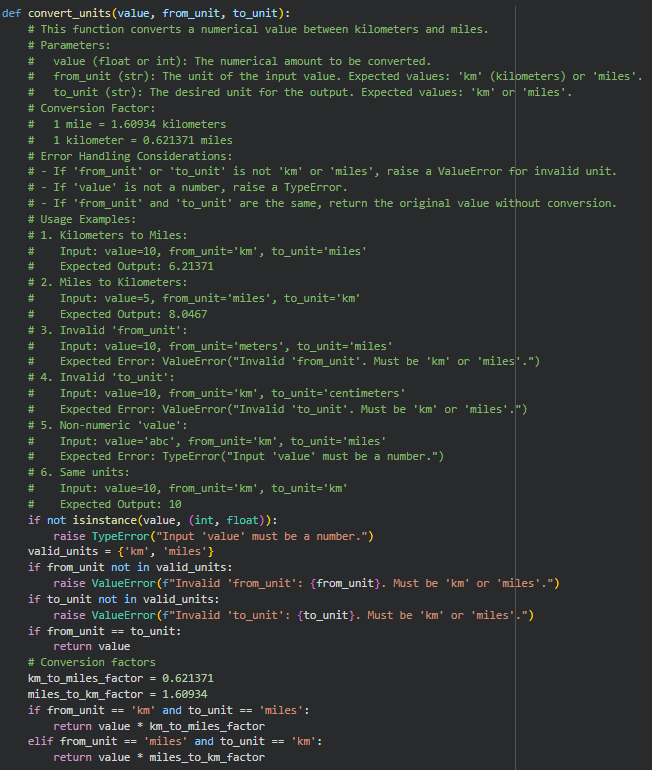 def convert_units(value, from_unit, to_unit):
    # This function converts a numerical value between kilometers and miles.
    # Parameters:
    #   value (float or int): The numerical amount to be converted.
    #   from_unit (str): The unit of the input value. Expected values: 'km' (kilometers) or 'miles'.
    #   to_unit (str): The desired unit for the output. Expected values: 'km' or 'miles'.
    # Conversion Factor:
    #   1 mile = 1.60934 kilometers
    #   1 kilometer = 0.621371 miles
    # Error Handling Considerations:
    # - If 'from_unit' or 'to_unit' is not 'km' or 'miles', raise a ValueError for invalid unit.
    # - If 'value' is not a number, raise a TypeError.
    # - If 'from_unit' and 'to_unit' are the same, return the original value without conversion.
    # Usage Examples:
    # 1. Kilometers to Miles:
    #    Input: value=10, from_unit='km', to_unit='miles'
    #    Expected Output: 6.21371
    # 2. Miles to Kilometers:
    #    Input: value=5, from_unit='miles', to_unit='km'
    #    Expected Output: 8.0467
    # 3. Invalid 'from_unit':
    #    Input: value=10, from_unit='meters', to_unit='miles'
    #    Expected Error: ValueError("Invalid 'from_unit'. Must be 'km' or 'miles'.")
    # 4. Invalid 'to_unit':
    #    Input: value=10, from_unit='km', to_unit='centimeters'
    #    Expected Error: ValueError("Invalid 'to_unit'. Must be 'km' or 'miles'.")
    # 5. Non-numeric 'value':
    #    Input: value='abc', from_unit='km', to_unit='miles'
    #    Expected Error: TypeError("Input 'value' must be a number.")
    # 6. Same units:
    #    Input: value=10, from_unit='km', to_unit='km'
    #    Expected Output: 10
    if not isinstance(value, (int, float)):
        raise TypeError("Input 'value' must be a number.")
    valid_units = {'km', 'miles'}
    if from_unit not in valid_units:
        raise ValueError(f"Invalid 'from_unit': {from_unit}. Must be 'km' or 'miles'.")
    if to_unit not in valid_units:
        raise ValueError(f"Invalid 'to_unit': {to_unit}. Must be 'km' or 'miles'.")
    if from_unit == to_unit:
        return value
    # Conversion factors
    km_to_miles_factor = 0.621371
    miles_to_km_factor = 1.60934
    if from_unit == 'km' and to_unit == 'miles':
        return value * km_to_miles_factor
    elif from_unit == 'miles' and to_unit == 'km':
        return value * miles_to_km_factor